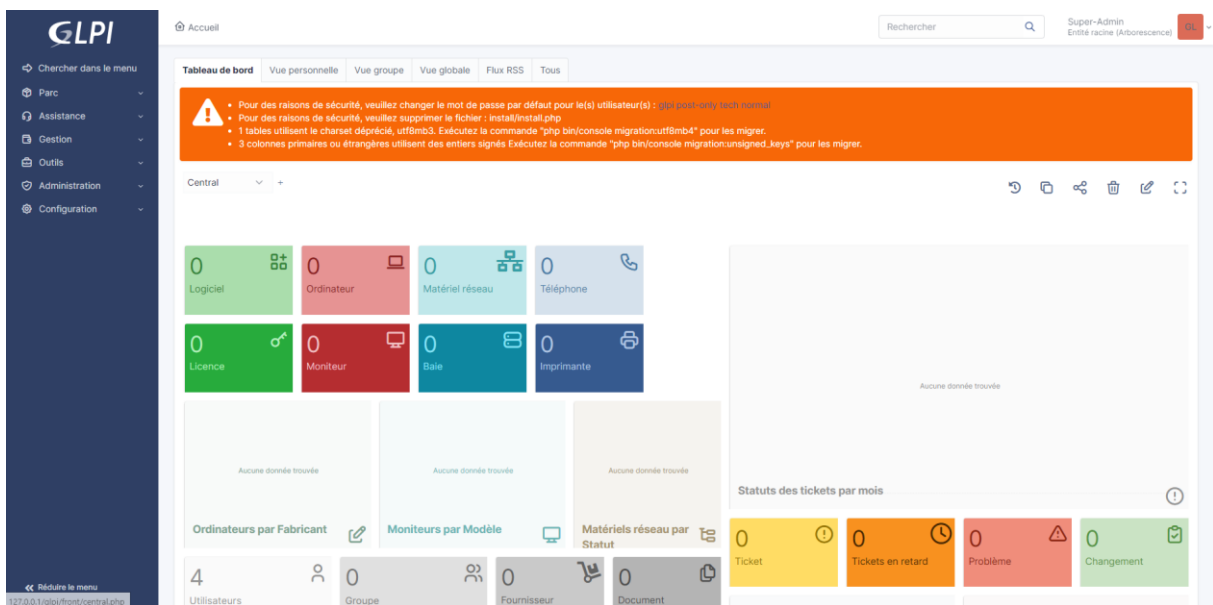 GLPI
Accueil
Rechercher
Super-Admin
Entité racine (Arborescence)
GL
Chercher dans le menu
Parc
Assistance
Gestion
Outils
Administration
Configuration
Tableau de bord Vue personnelle Vue groupe Vue globale Flux RSS Tous
• Pour des raisons de sécurité, veuillez changer le mot de passe par défaut pour le(s) utilisateur(s) : glpi post-only tech normal
• Pour des raisons de sécurité, veuillez supprimer le fichier : install/install.php
• 1 tables utilisent le charset déprécié, utf8mb3. Exécutez la commande "php bin/console migration:utf8mb4" pour les migrer.
• 3 colonnes primaires ou étrangères utilisent des entiers signés Exécutez la commande "php bin/console migration:unsigned_keys" pour les migrer.
Central +
0 0 0 0
Logiciel Ordinateur Matériel réseau Téléphone
0 0 0 0
Licence Moniteur Baie Imprimante
Aucune donnée trouvée
Aucune donnée trouvée Aucune donnée trouvée Aucune donnée trouvée
Statuts des tickets par mois
Ordinateurs par Fabricant Moniteurs par Modèle Matériels réseau par
Statut
0 0 0 0
Ticket Tickets en retard Problème Changement
4 0 0 0
Utilisateurs Groupe Fournisseur Document
Réduire le menu
127.0.0.1/glpi/front/central.php